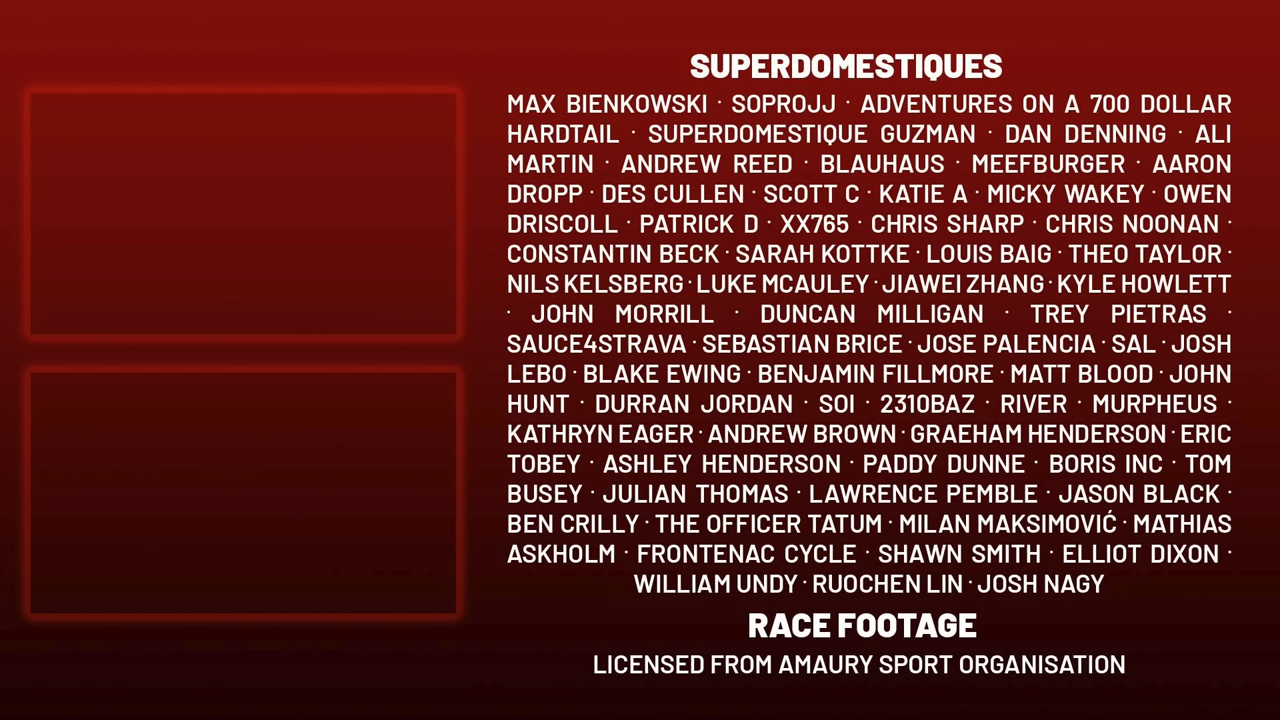 SUPERDOMESTIQUES
MAX BIENKOWSKI · SOPROJJ · ADVENTURES ON A 700 DOLLAR
HARDTAIL · SUPERDOMESTIQUE GUZMAN · DAN DENNING · ALI
MARTIN · ANDREW REED · BLAUHAUS · MEEFBURGER · AARON
DROPP · DES CULLEN · SCOTT C · KATIE A · MICKY WAKEY · OWEN
DRISCOLL · PATRICK D · XX765 · CHRIS SHARP · CHRIS NOONAN ·
CONSTANTIN BECK · SARAH KOTTKE · LOUIS BAIG · THEO TAYLOR ·
NILS KELSBERG · LUKE MCAULEY · JIAWEI ZHANG · KYLE HOWLETT
· JOHN MORRILL · DUNCAN MILLIGAN · TREY PIETRAS ·
SAUCE4STRAVA · SEBASTIAN BRICE · JOSE PALENCIA · SAL · JOSH
LEBO · BLAKE EWING · BENJAMIN FILLMORE · MATT BLOOD · JOHN
HUNT · DURRAN JORDAN · SOI · 2310BAZ · RIVER · MURPHEUS ·
KATHRYN EAGER · ANDREW BROWN · GRAEHAM HENDERSON · ERIC
TOBEY · ASHLEY HENDERSON · PADDY DUNNE · BORIS INC · TOM
BUSEY · JULIAN THOMAS · LAWRENCE PEMBLE · JASON BLACK ·
BEN CRILLY · THE OFFICER TATUM · MILAN MAKSIMOVIĆ · MATHIAS
ASKHOLM · FRONTENAC CYCLE · SHAWN SMITH · ELLIOT DIXON ·
WILLIAM UNDY · RUOCHEN LIN · JOSH NAGY
RACE FOOTAGE
LICENSED FROM AMAURY SPORT ORGANISATION